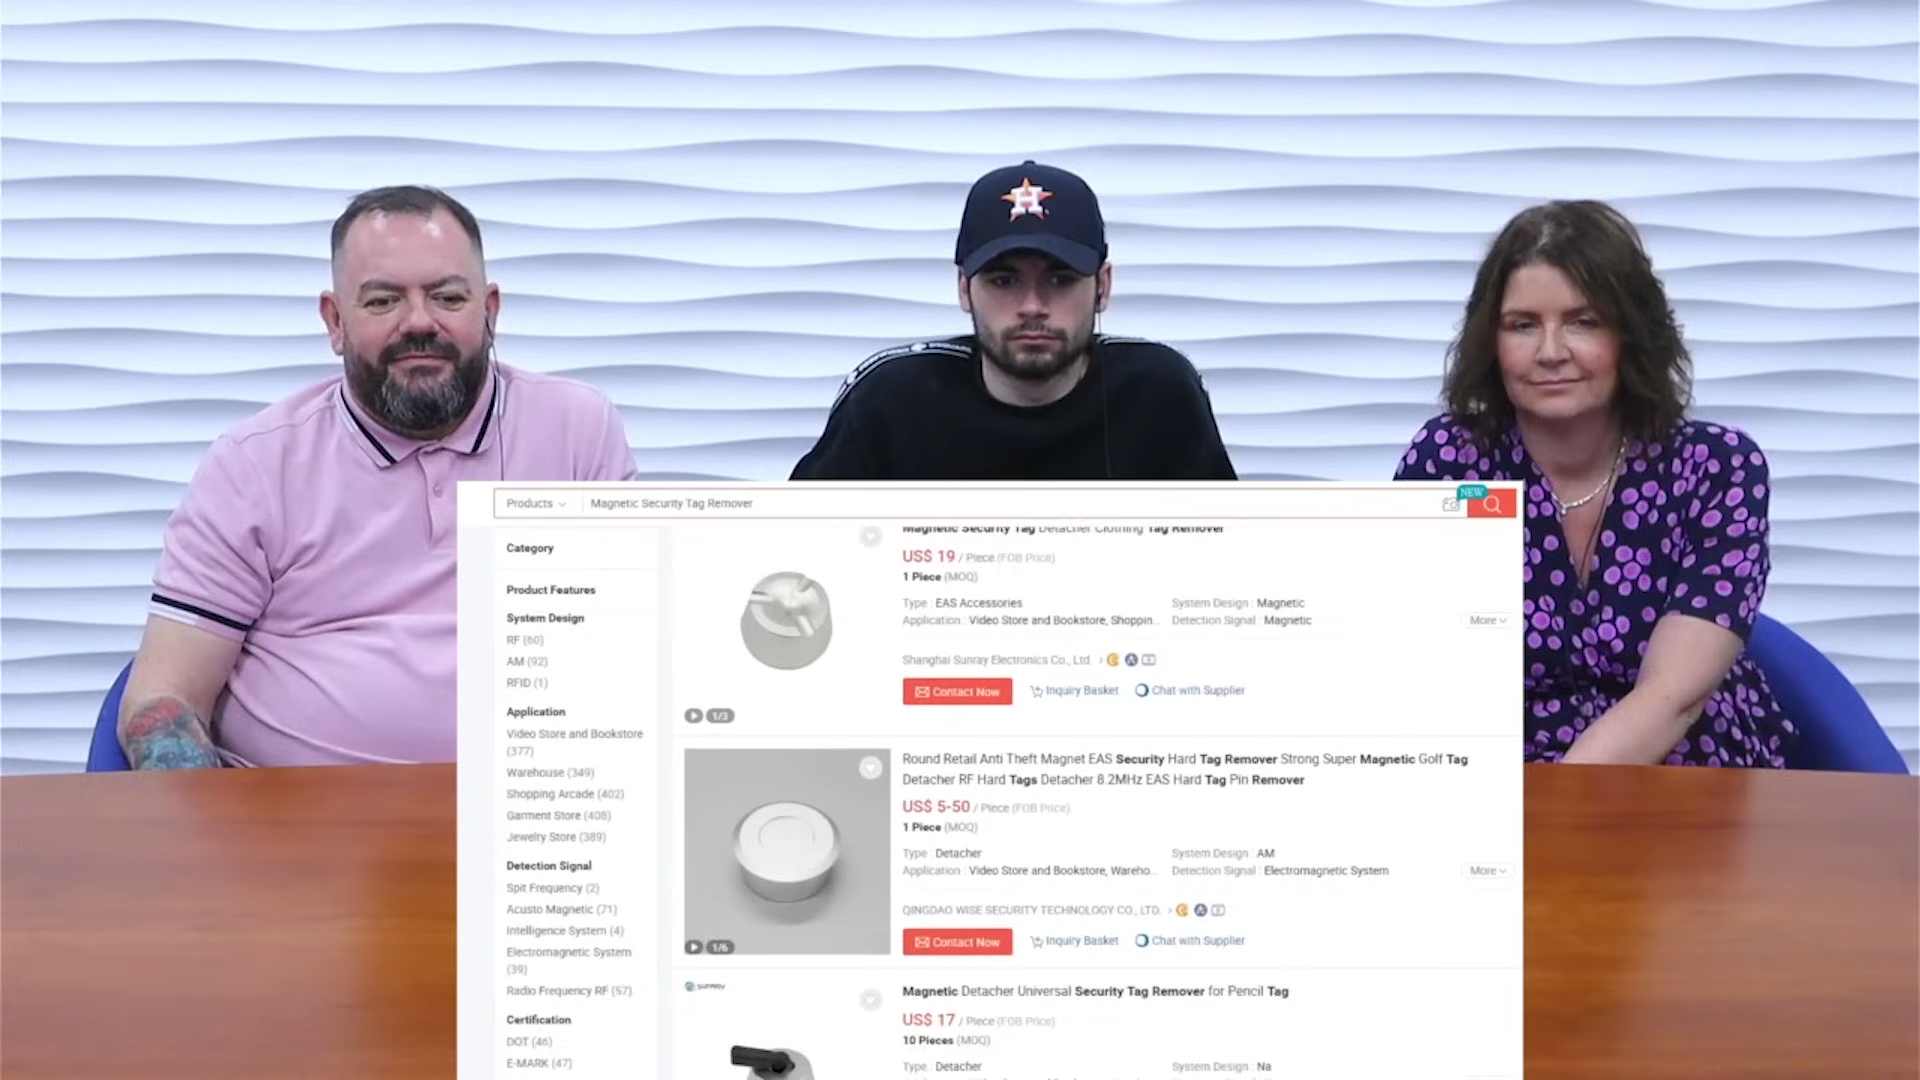 H
Products
Magnetic Security Tag Remover
NEW
Category
Product Features
System Design
RF (60)
AM (92)
RFID (1)
Application
Video Store and Bookstore
(377)
Warehouse (349)
Shopping Arcade (402)
Garment Store (408)
Jewelry Store (389)
Detection Signal
Spit Frequency (2)
Acusto Magnetic (71)
Intelligence System (4)
Electromagnetic System
(39)
Radio Frequency RF (57)
Certification
DOT (46)
E-MARK (47)
Magnetic Security Tag Detacher Clothing Tag Remover
US$ 19 / Piece (FOB Price)
1 Piece (MOQ)
Type : EAS Accessories
System Design : Magnetic
Application : Video Store and Bookstore, Shoppin...
Detection Signal : Magnetic
More
Shanghai Sunray Electronics Co., Ltd.
Contact Now
Inquiry Basket
Chat with Supplier
1/3
Round Retail Anti Theft Magnet EAS Security Hard Tag Remover Strong Super Magnetic Golf Tag
Detacher RF Hard Tags Detacher 8.2MHz EAS Hard Tag Pin Remover
US$ 5-50 / Piece (FOB Price)
1 Piece (MOQ)
Type : Detacher
System Design : AM
Application : Video Store and Bookstore, Wareho...
Detection Signal : Electromagnetic System
More
QINGDAO WISE SECURITY TECHNOLOGY CO., LTD.
Contact Now
Inquiry Basket
Chat with Supplier
1/6
sunray
Magnetic Detacher Universal Security Tag Remover for Pencil Tag
US$ 17 / Piece (FOB Price)
10 Pieces (MOQ)
Type : Detacher
System Design : Na